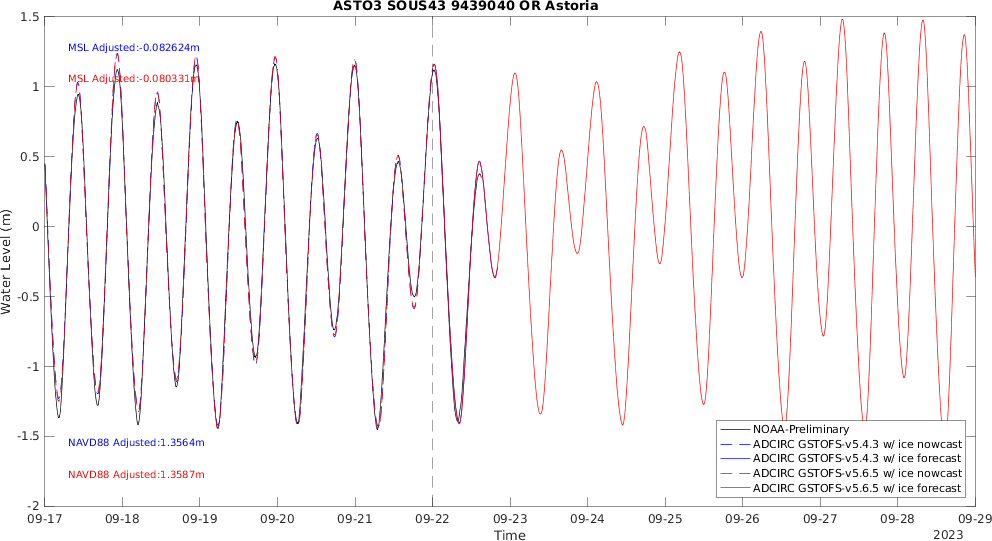 ASTO3 SOUS43 9439040 OR Astoria
MSL Adjusted:-0.082624m
MSL Adjusted:-0.080331m
NAVD88 Adjusted:1.3564m
NAVD88 Adjusted:1.3587m
Water Level (m)
1.5
1
0.5
0
-0.5
-1
-1.5
-2
NOAA-Preliminary
ADCIRC GSTOFS-v5.4.3 w/ ice nowcast
ADCIRC GSTOFS-v5.4.3 w/ ice forecast
ADCIRC GSTOFS-v5.6.5 w/ ice nowcast
ADCIRC GSTOFS-v5.6.5 w/ ice forecast
09-17 09-18 09-19 09-20 09-21 09-22 09-23 09-24 09-25 09-26 09-27 09-28 09-29
Time
2023